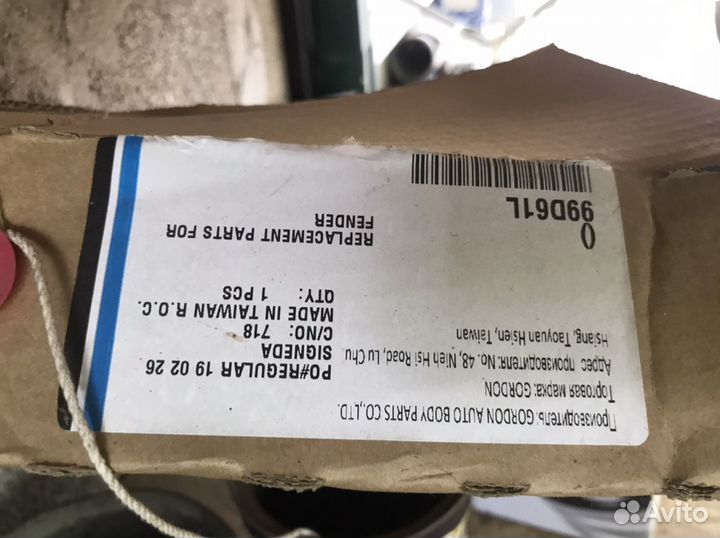 Производитель: GORDON AUTO BODY PARTS CO.,LTD.
Торговая марка: GORDON
Адрес производителя: No. 48, Nieh Hsi Road, Lu Chu
Hsiang, Taoyuan Hsien, Taiwan
PO#REGULAR 19 02 26
SIGNEDA
C/NO: 718
MADE IN TAIWAN R.O.C.
QTY: 1 PCS
REPLACEMENT PARTS FOR
FENDER
()
99D61L
Avito